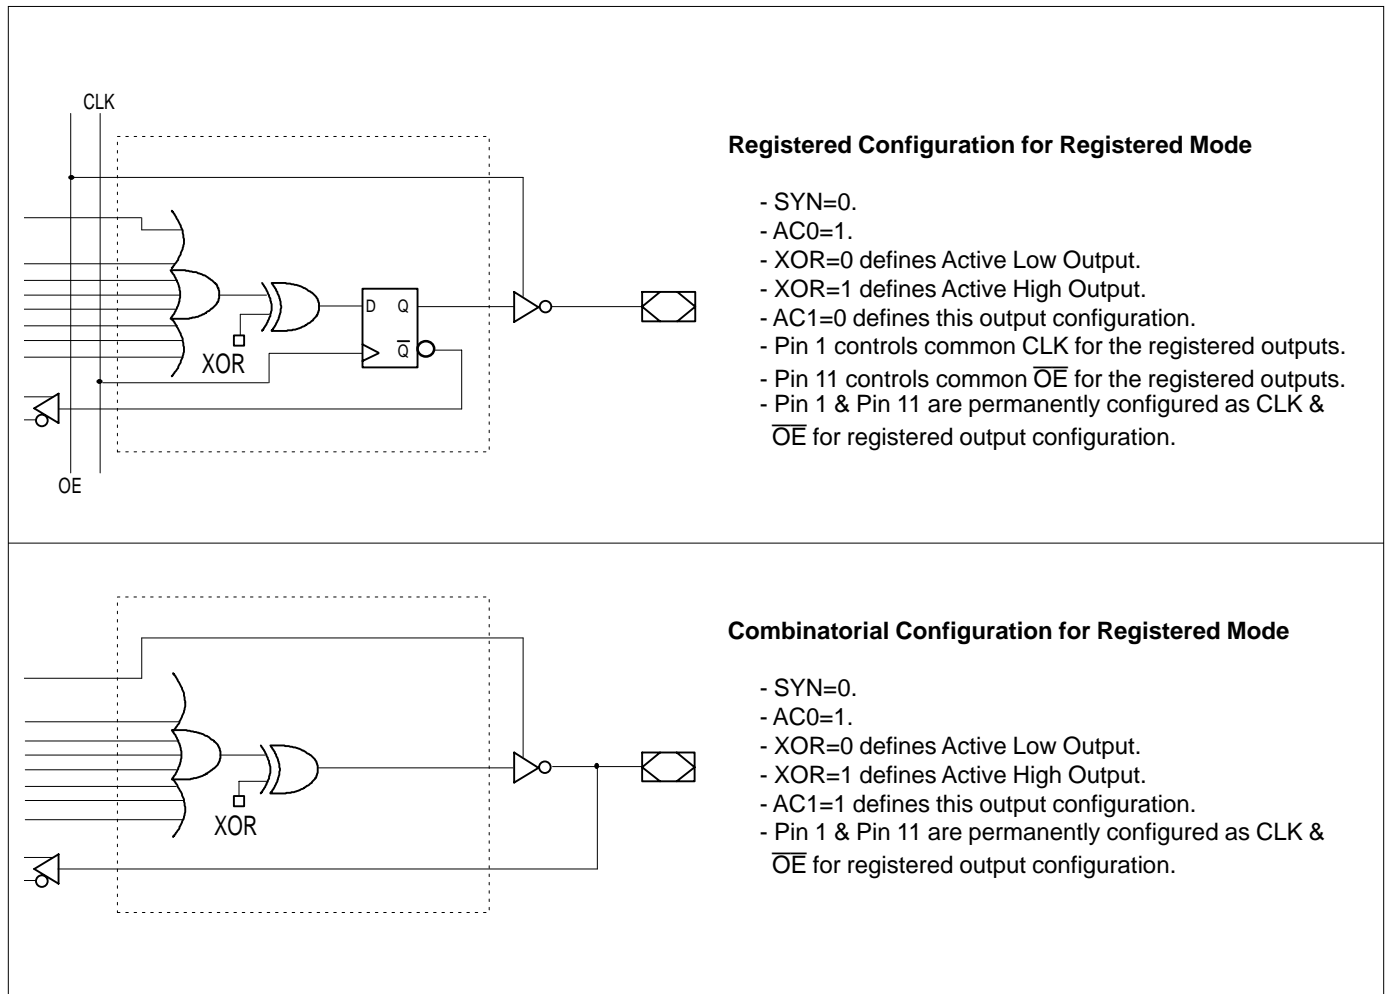 CLK
D Q
Q̅
XOR
OE
Registered Configuration for Registered Mode
- SYN=0.
- AC0=1.
- XOR=0 defines Active Low Output.
- XOR=1 defines Active High Output.
- AC1=0 defines this output configuration.
- Pin 1 controls common CLK for the registered outputs.
- Pin 11 controls common O̅E̅ for the registered outputs.
- Pin 1 & Pin 11 are permanently configured as CLK &
O̅E̅ for registered output configuration.
XOR
Combinatorial Configuration for Registered Mode
- SYN=0.
- AC0=1.
- XOR=0 defines Active Low Output.
- XOR=1 defines Active High Output.
- AC1=1 defines this output configuration.
- Pin 1 & Pin 11 are permanently configured as CLK &
O̅E̅ for registered output configuration.